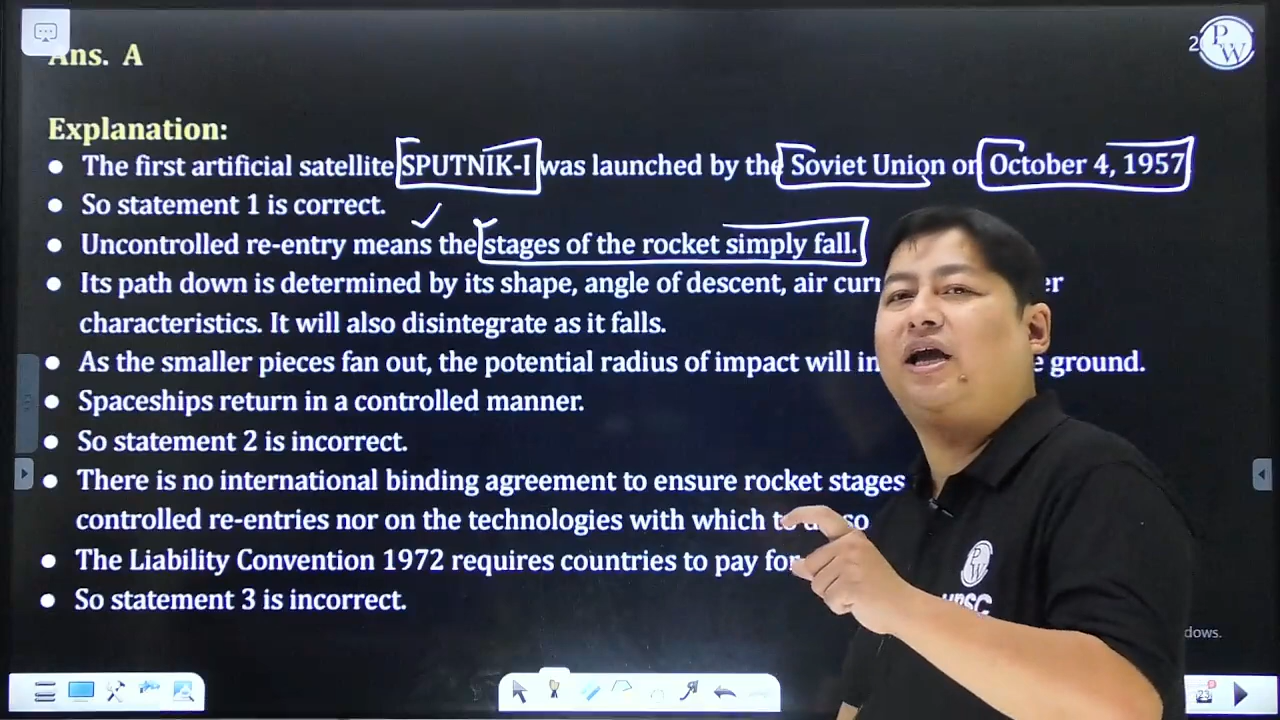 Ans. A
2
PW
Explanation:
• The first artificial satellite SPUTNIK-I was launched by the Soviet Union on October 4, 1957
• So statement 1 is correct.
• Uncontrolled re-entry means the stages of the rocket simply fall.
• Its path down is determined by its shape, angle of descent, air
characteristics. It will also disintegrate as it falls.
• As the smaller pieces fan out, the potential radius of impact will ground.
• Spaceships return in a controlled manner.
• So statement 2 is incorrect.
• There is no international binding agreement to ensure rocket stages
controlled re-entries nor on the technologies with which
• The Liability Convention 1972 requires countries to pay for
• So statement 3 is incorrect.
PW